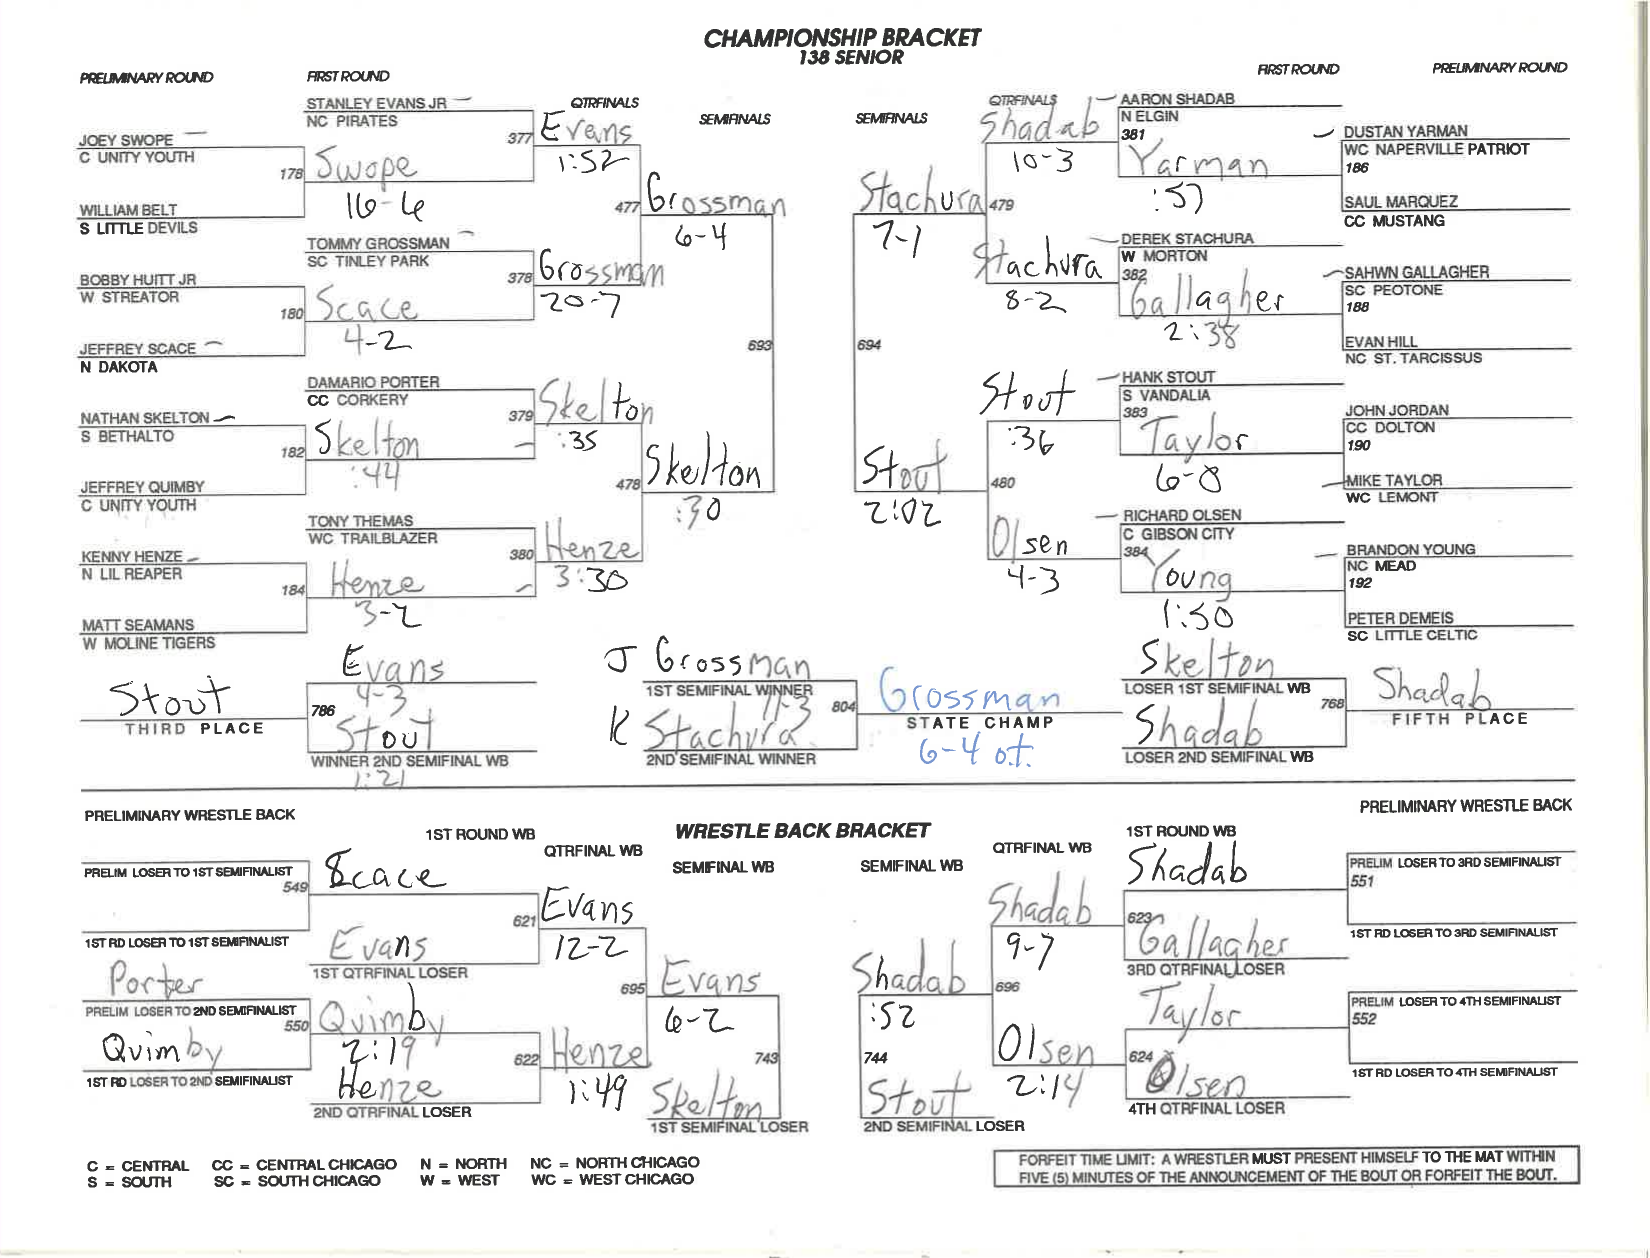 CHAMPIONSHIP BRACKET
138 SENIOR
PRELIMINARY ROUND
FIRST ROUND
QTRFINALS
SEMIFINALS
SEMIFINALS
QTRFINALS
FIRST ROUND
PRELIMINARY ROUND
STANLEY EVANS JR
NC PIRATES
377
Evans
1:52
JOEY SWOPE
C UNITY YOUTH
178
Swope
16-6
WILLIAM BELT
S LITTLE DEVILS
477
Grossman
6-4
TOMMY GROSSMAN
SC TINLEY PARK
378
Grossman
20-7
BOBBY HUITT JR
W STREATOR
180
Scace
4-2
JEFFREY SCACE
N DAKOTA
693
DAMARIO PORTER
CC CORKERY
379
Skelton
:35
NATHAN SKELTON
S BETHALTO
182
Skelton
:44
JEFFREY QUIMBY
C UNITY YOUTH
478
Skelton
:30
TONY THEMAS
WC TRAILBLAZER
380
Henze
3:30
KENNY HENZE
N LIL REAPER
184
Henze
3-2
MATT SEAMANS
W MOLINE TIGERS
Shadab
10-3
AARON SHADAB
N ELGIN
381
Yarman
:57
DUSTAN YARMAN
WC NAPERVILLE PATRIOT
186
SAUL MARQUEZ
CC MUSTANG
Stachura
7-1
479
Stachura
8-2
DEREK STACHURA
W MORTON
382
Gallagher
2:38
SAHWN GALLAGHER
SC PEOTONE
188
EVAN HILL
NC ST. TARCISSUS
694
Stout
:36
HANK STOUT
S VANDALIA
383
Taylor
6-0
JOHN JORDAN
CC DOLTON
190
MIKE TAYLOR
WC LEMONT
Stout
2:02
480
Olsen
4-3
RICHARD OLSEN
C GIBSON CITY
384
Young
1:50
BRANDON YOUNG
NC MEAD
192
PETER DEMEIS
SC LITTLE CELTIC
Stout
THIRD PLACE
Evans
4-3
786
Stout
WINNER 2ND SEMIFINAL WB
1:21
J Grossman
1ST SEMIFINAL WINNER
11-3
804
K Stachura
2ND SEMIFINAL WINNER
Grossman
STATE CHAMP
6-4 o.t.
Skelton
LOSER 1ST SEMIFINAL WB
768
Shadab
LOSER 2ND SEMIFINAL WB
Shadab
FIFTH PLACE
PRELIMINARY WRESTLE BACK
1ST ROUND WB
QTRFINAL WB
WRESTLE BACK BRACKET
SEMIFINAL WB
SEMIFINAL WB
QTRFINAL WB
1ST ROUND WB
PRELIMINARY WRESTLE BACK
PRELIM LOSER TO 1ST SEMIFINALIST
549
1ST RD LOSER TO 1ST SEMIFINALIST
Scace
621
Evans
1ST QTRFINAL LOSER
Evans
12-2
Porter
PRELIM LOSER TO 2ND SEMIFINALIST
550
Quimby
1ST RD LOSER TO 2ND SEMIFINALIST
Quimby
2:19
622
Henze
2ND QTRFINAL LOSER
Henze
1:49
695
Evans
6-2
743
Skelton
1ST SEMIFINAL LOSER
Shadab
:52
744
Stout
2ND SEMIFINAL LOSER
Shadab
9-7
696
Olsen
2:14
Shadab
623
Gallagher
3RD QTRFINAL LOSER
Taylor
624
Olsen
4TH QTRFINAL LOSER
PRELIM LOSER TO 3RD SEMIFINALIST
551
1ST RD LOSER TO 3RD SEMIFINALIST
PRELIM LOSER TO 4TH SEMIFINALIST
552
1ST RD LOSER TO 4TH SEMIFINALIST
C = CENTRAL CC = CENTRAL CHICAGO N = NORTH NC = NORTH CHICAGO
S = SOUTH SC = SOUTH CHICAGO W = WEST WC = WEST CHICAGO
FORFEIT TIME LIMIT: A WRESTLER MUST PRESENT HIMSELF TO THE MAT WITHIN
FIVE (5) MINUTES OF THE ANNOUNCEMENT OF THE BOUT OR FORFEIT THE BOUT.